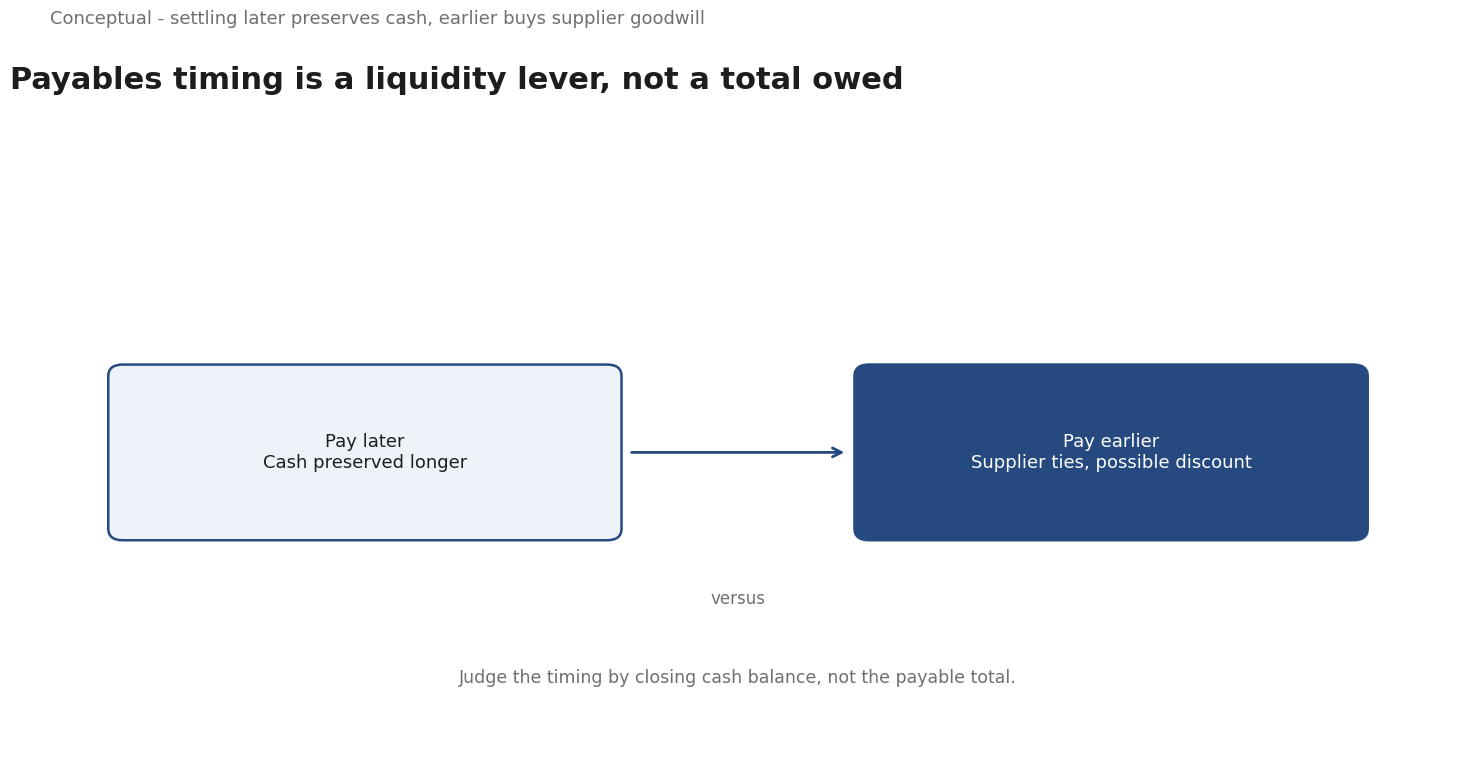 Conceptual - settling later preserves cash, earlier buys supplier goodwill
Payables timing is a liquidity lever, not a total owed
Pay later
Cash preserved longer
Pay earlier
Supplier ties, possible discount
versus
Judge the timing by closing cash balance, not the payable total.